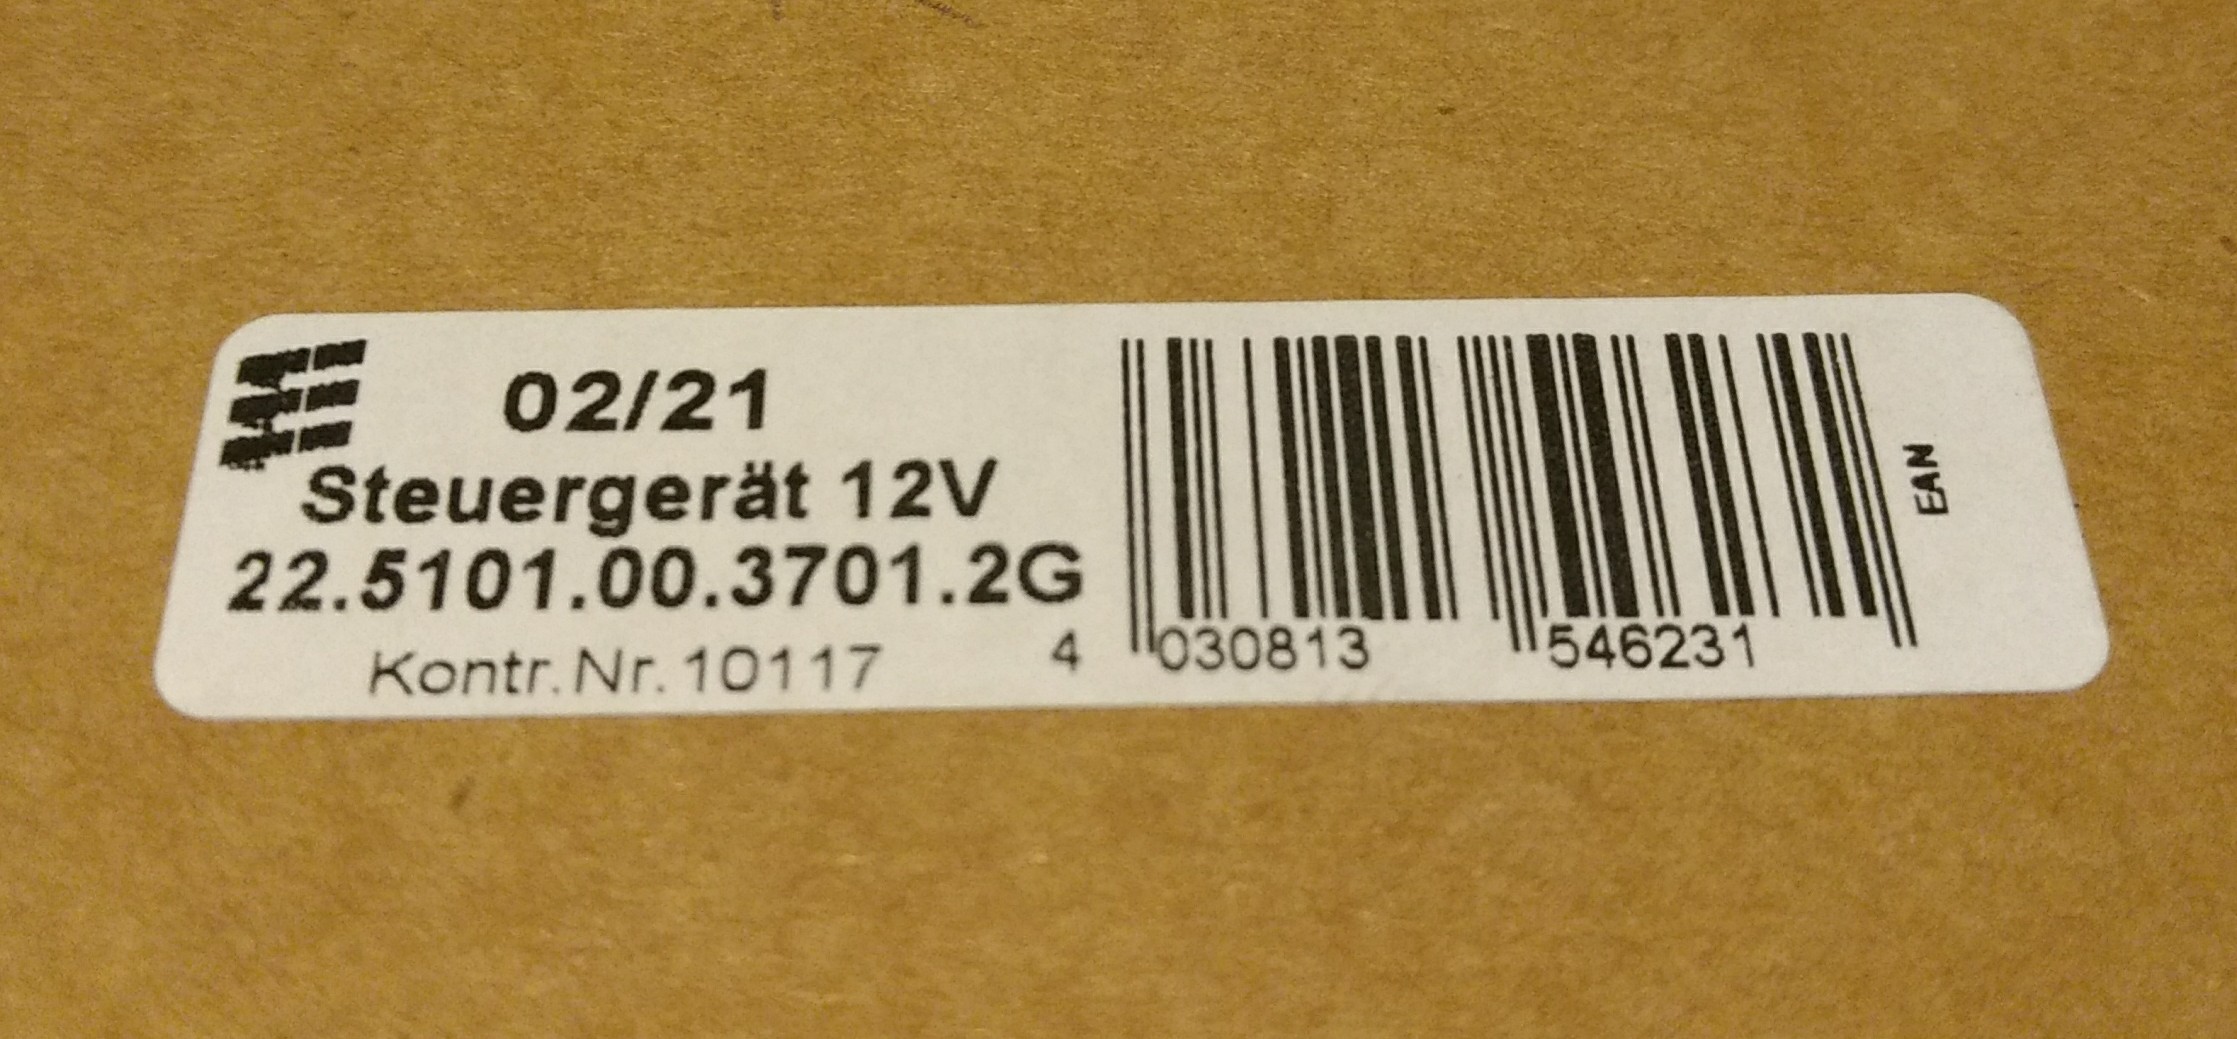 02/21
Steuergerät 12V
22.5101.00.3701.2G
Kontr.Nr.10117
4 030813 546231
EAN